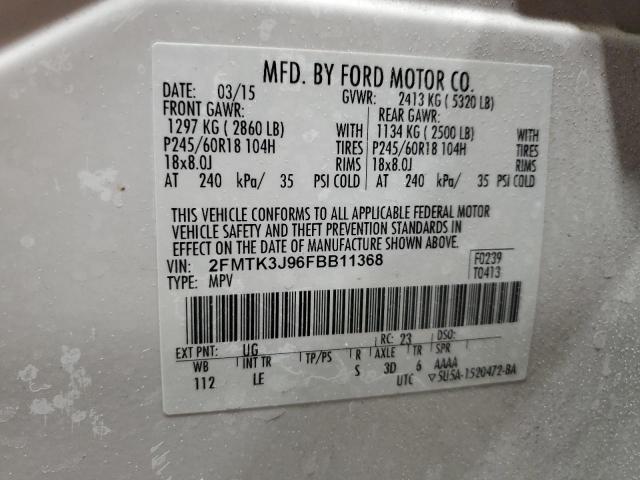 MFD. BY FORD MOTOR CO.
DATE: 03/15 GVWR: 2413 KG ( 5320 LB)
FRONT GAWR: REAR GAWR:
1297 KG ( 2860 LB) WITH 1134 KG ( 2500 LB) WITH
P245/60R18 104H TIRES P245/60R18 104H TIRES
18x8.0J RIMS 18x8.0J RIMS
AT 240 kPa/ 35 PSI COLD AT 240 kPa/ 35 PSI COLD
THIS VEHICLE CONFORMS TO ALL APPLICABLE FEDERAL MOTOR
VEHICLE SAFETY AND THEFT PREVENTION STANDARDS IN
EFFECT ON THE DATE OF MANUFACTURE SHOWN ABOVE.
VIN: 2FMTK3J96FBB11368 F0239
TYPE: MPV T0413
EXT PNT: UG RC: 23 DSO:
WB INT TR TP/PS R AXLE TR SPR
112 LE S 3D 6 AAAA
UTC ▽5U5A-1520472-BA